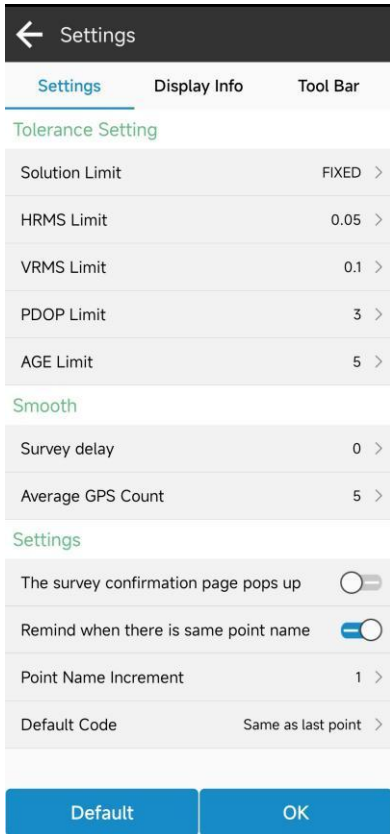 Settings
Settings Display Info Tool Bar
Tolerance Setting
Solution Limit FIXED
HRMS Limit 0.05
VRMS Limit 0.1
PDOP Limit 3
AGE Limit 5
Smooth
Survey delay 0
Average GPS Count 5
Settings
The survey confirmation page pops up
Remind when there is same point name
Point Name Increment 1
Default Code Same as last point
Default OK